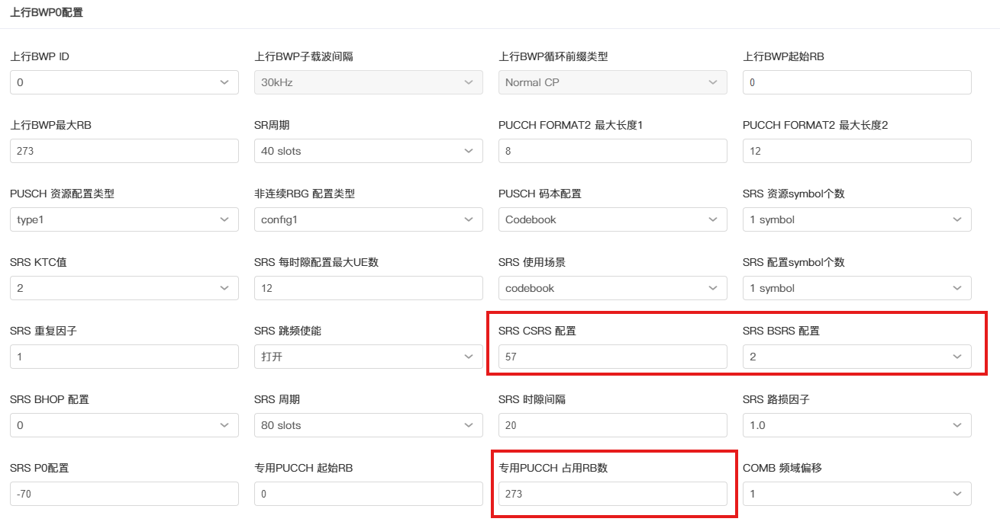 上行BWP0配置
上行BWP ID
上行BWP子载波间隔
上行BWP循环前缀类型
上行BWP起始RB
0
30kHz
Normal CP
0
上行BWP最大RB
SR周期
PUCCH FORMAT2 最大长度1
PUCCH FORMAT2 最大长度2
273
40 slots
8
12
PUSCH 资源配置类型
非连续RBG 配置类型
PUSCH 码本配置
SRS 资源symbol个数
type1
config1
Codebook
1 symbol
SRS KTC值
SRS 每时隙配置最大UE数
SRS 使用场景
SRS 配置symbol个数
2
12
codebook
1 symbol
SRS 重复因子
SRS 跳频使能
SRS CSRS 配置
SRS BSRS 配置
1
打开
57
2
SRS BHOP 配置
SRS 周期
SRS 时隙间隔
SRS 路损因子
0
80 slots
20
1.0
SRS P0配置
专用PUCCH 起始RB
专用PUCCH 占用RB数
COMB 频域偏移
-70
0
273
1